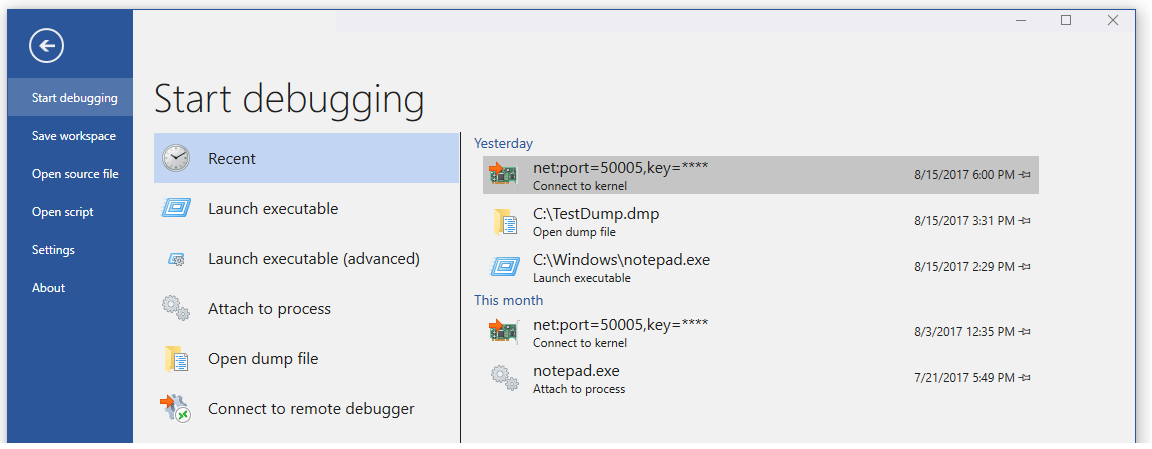 Start debugging
Save workspace
Open source file
Open script
Settings
About
Start debugging
Recent
Launch executable
Launch executable (advanced)
Attach to process
Open dump file
Connect to remote debugger
Yesterday
net:port=50005,key=**** 8/15/2017 6:00 PM
Connect to kernel
C:\TestDump.dmp 8/15/2017 3:31 PM
Open dump file
C:\Windows\notepad.exe 8/15/2017 2:29 PM
Launch executable
This month
net:port=50005,key=**** 8/3/2017 12:35 PM
Connect to kernel
notepad.exe 7/21/2017 5:49 PM
Attach to process